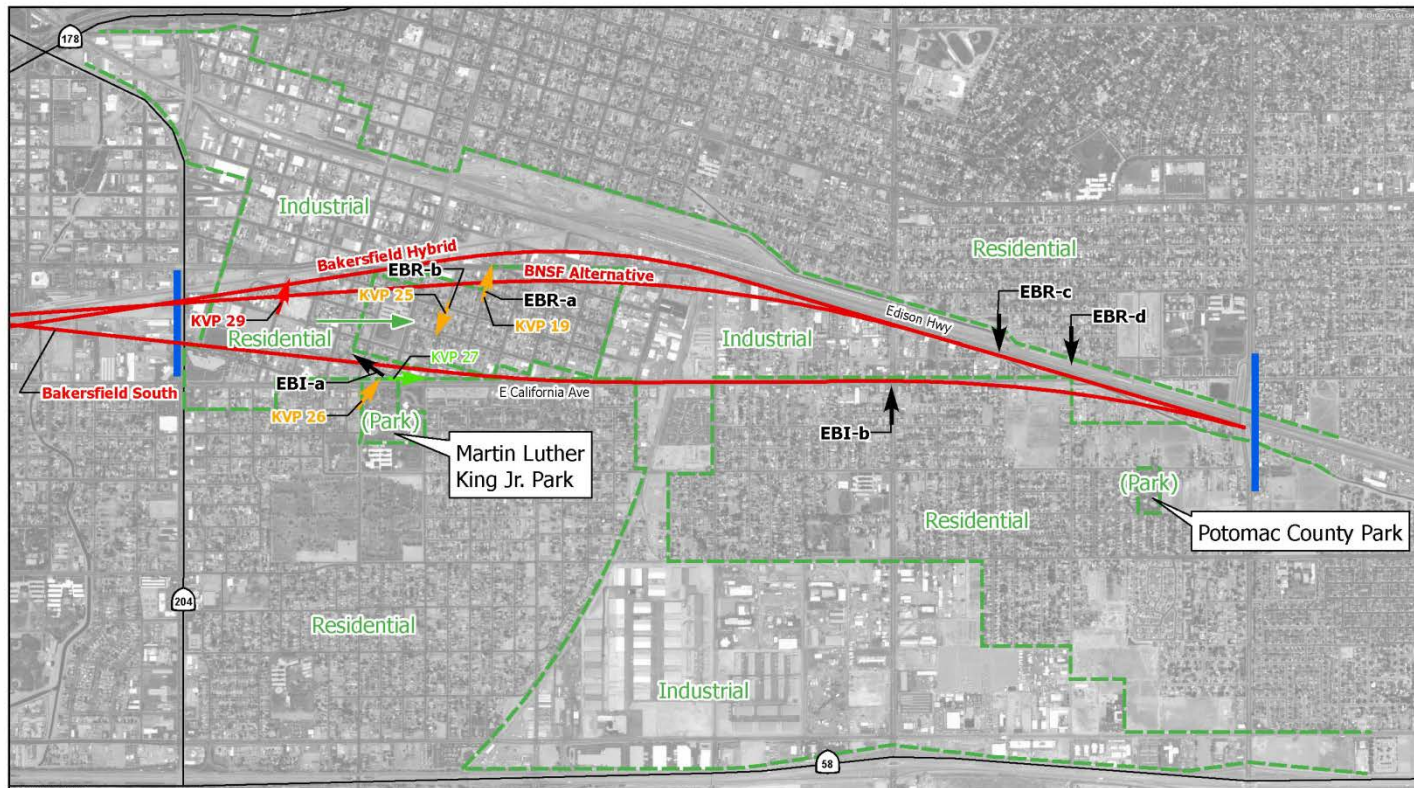 178
DIGITALGLOBE
Industrial
Residential
Bakersfield Hybrid
EBR-b
BNSF Alternative
EBR-c
KVP 25
EBR-a
KVP 29
KVP 19
EBR-d
Edison Hwy
Residential
Industrial
KVP 27
EBI-a
Bakersfield South
E California Ave
KVP 26
(Park)
EBI-b
Martin Luther
King Jr. Park
(Park)
Residential
Potomac County Park
204
Residential
Industrial
58